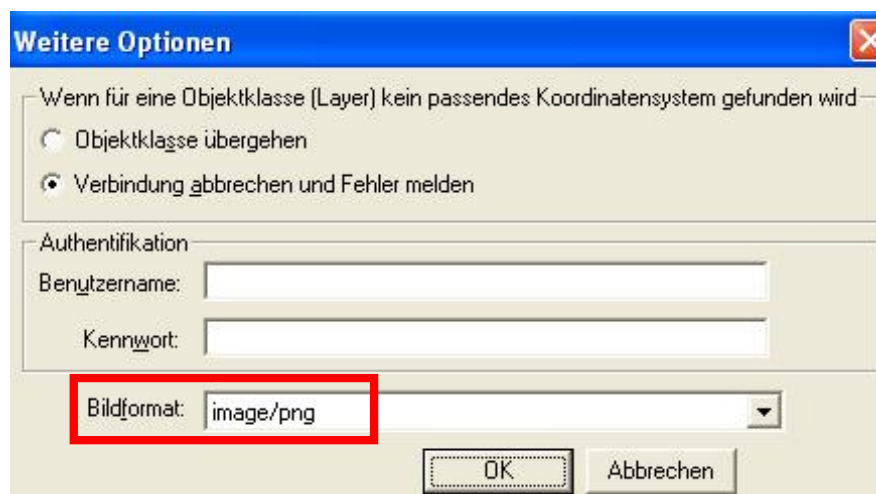 Weitere Optionen
Wenn für eine Objektklasse (Layer) kein passendes Koordinatensystem gefunden wird
Objektklasse übergehen
Verbindung abbrechen und Fehler melden
Authentifikation
Benutzername:
Kennwort:
Bildformat: image/png
OK Abbrechen